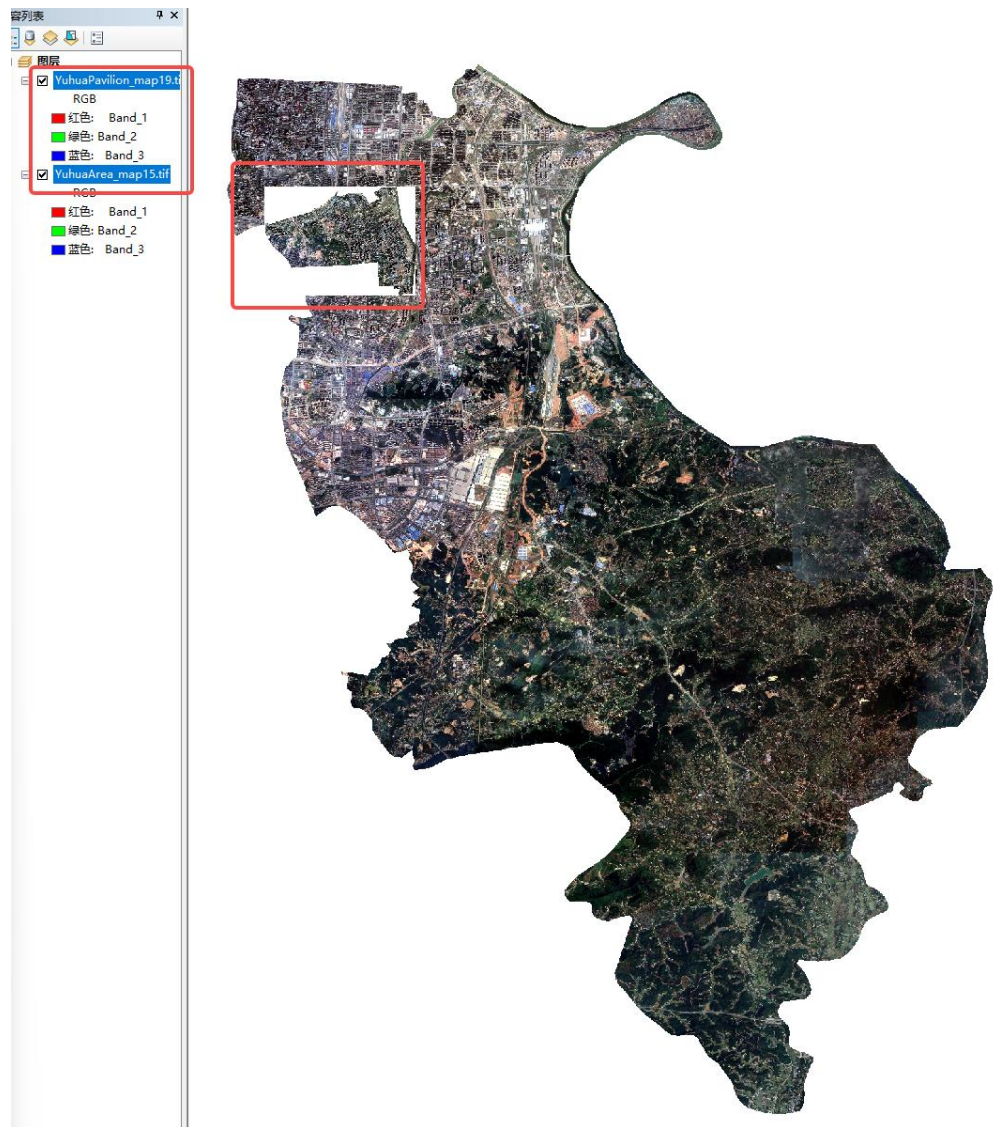 容列表
图层
YuhuaPavilion_map19.ti
RGB
红色: Band_1
绿色: Band_2
蓝色: Band_3
YuhuaArea_map15.tif
RGB
红色: Band_1
绿色: Band_2
蓝色: Band_3